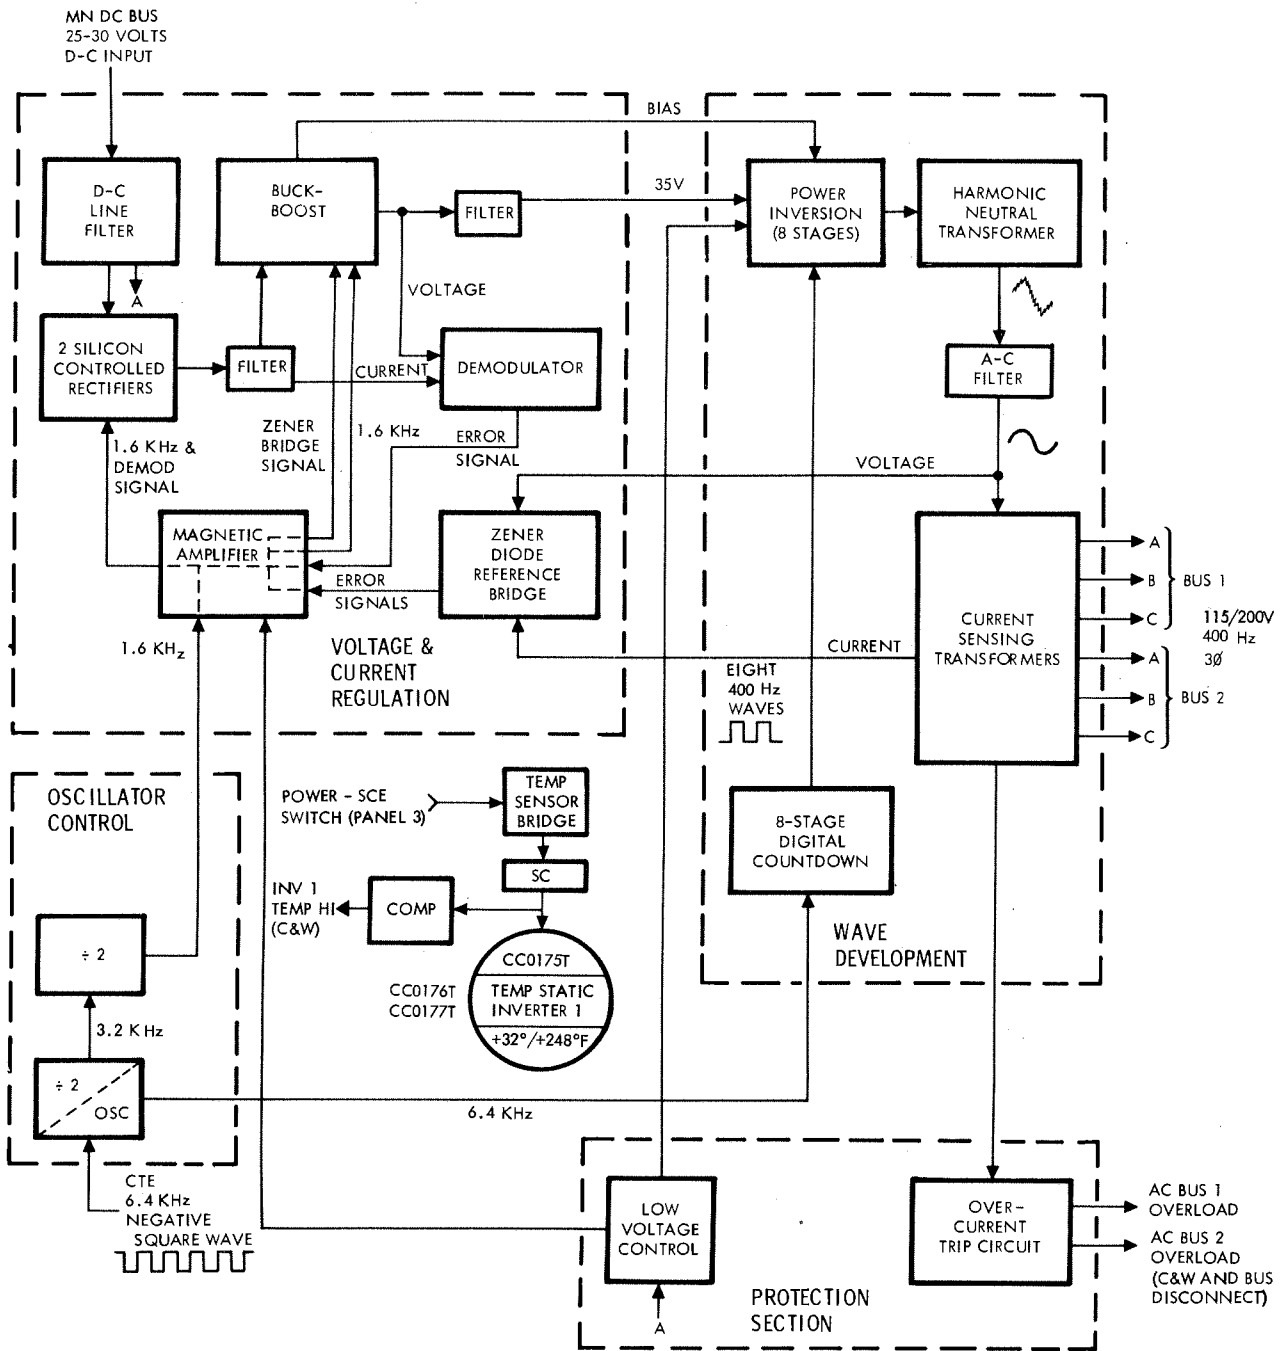 MN DC BUS
25-30 VOLTS
D-C INPUT
BIAS
D-C
LINE
FILTER
BUCK-
BOOST
FILTER
35V
POWER
INVERSION
(8 STAGES)
HARMONIC
NEUTRAL
TRANSFORMER
A
VOLTAGE
2 SILICON
CONTROLLED
RECTIFIERS
FILTER
CURRENT
DEMODULATOR
A-C
FILTER
1.6 KHz &
DEMOD
SIGNAL
ZENER
BRIDGE
SIGNAL
1.6 KHz
ERROR
SIGNAL
VOLTAGE
MAGNETIC
AMPLIFIER
ERROR
SIGNALS
ZENER
DIODE
REFERENCE
BRIDGE
CURRENT
SENSING
TRANSFORMERS
A
B
C
BUS 1
A
B
C
BUS 2
115/200V
400 Hz
3Ø
1.6 KHz
VOLTAGE &
CURRENT
REGULATION
CURRENT
EIGHT
400 Hz
WAVES
OSCILLATOR
CONTROL
POWER - SCE
SWITCH (PANEL 3)
TEMP
SENSOR
BRIDGE
SC
8-STAGE
DIGITAL
COUNTDOWN
INV 1
TEMP HI
(C&W)
COMP
÷ 2
CC0175T
TEMP STATIC
INVERTER 1
+32°/+248°F
CC0176T
CC0177T
WAVE
DEVELOPMENT
3.2 KHz
÷ 2
OSC
6.4 KHz
CTE
6.4 KHz
NEGATIVE
SQUARE WAVE
LOW
VOLTAGE
CONTROL
A
OVER-
CURRENT
TRIP CIRCUIT
AC BUS 1
OVERLOAD
AC BUS 2
OVERLOAD
(C&W AND BUS
DISCONNECT)
PROTECTION
SECTION